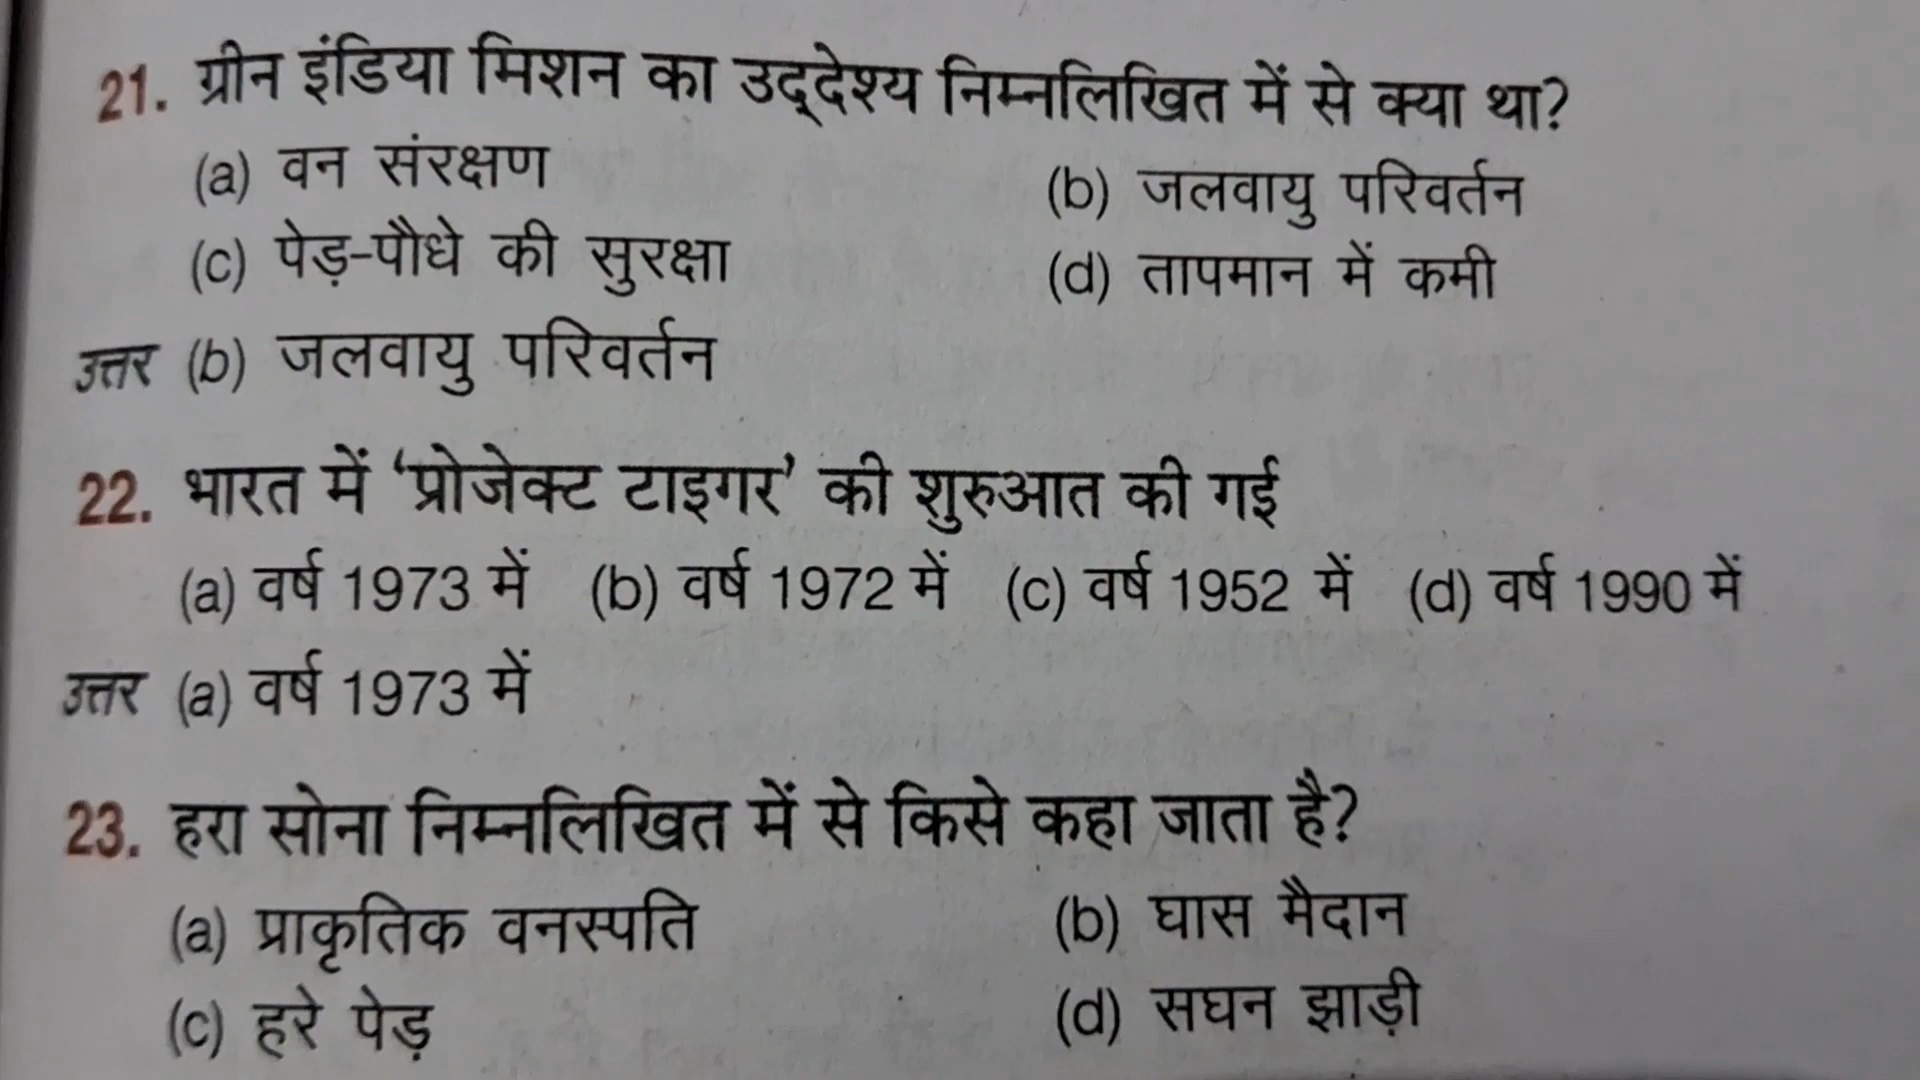 21. ग्रीन इंडिया मिशन का उद्देश्य निम्नलिखित में से क्या था?
(a) वन संरक्षण (b) जलवायु परिवर्तन
(c) पेड़-पौधे की सुरक्षा (d) तापमान में कमी
उत्तर (b) जलवायु परिवर्तन
22. भारत में ‘प्रोजेक्ट टाइगर’ की शुरुआत की गई
(a) वर्ष 1973 में (b) वर्ष 1972 में (c) वर्ष 1952 में (d) वर्ष 1990 में
उत्तर (a) वर्ष 1973 में
23. हरा सोना निम्नलिखित में से किसे कहा जाता है?
(a) प्राकृतिक वनस्पति (b) घास मैदान
(c) हरे पेड़ (d) सघन झाड़ी